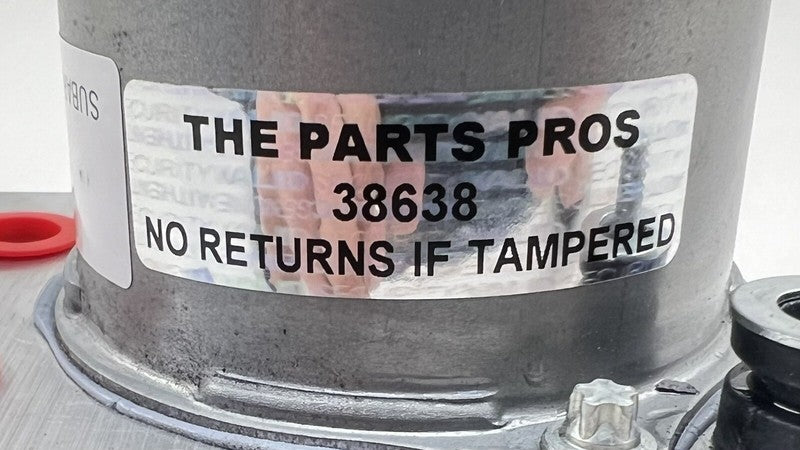 THE PARTS PROS
38638
NO RETURNS IF TAMPERED